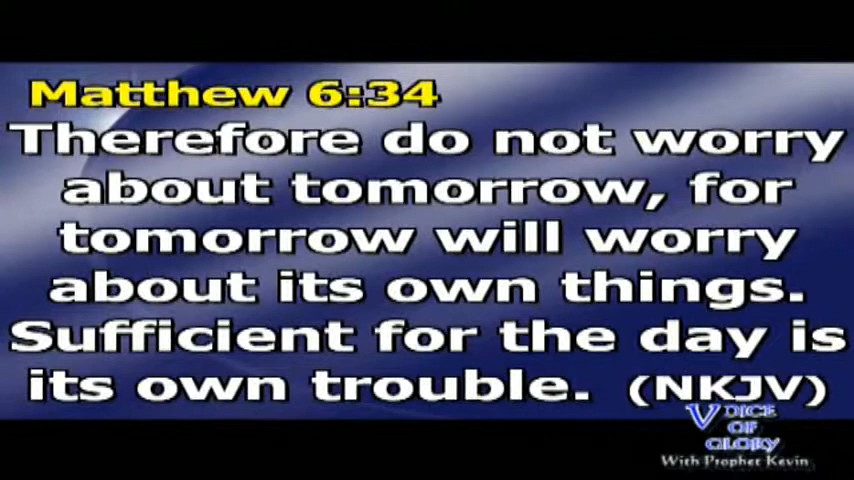 Matthew 6:34
Therefore do not worry
about tomorrow, for
tomorrow will worry
about its own things.
Sufficient for the day is
its own trouble. (NKJV)
VOICE
OF
GLORY
With Prophet Kevin